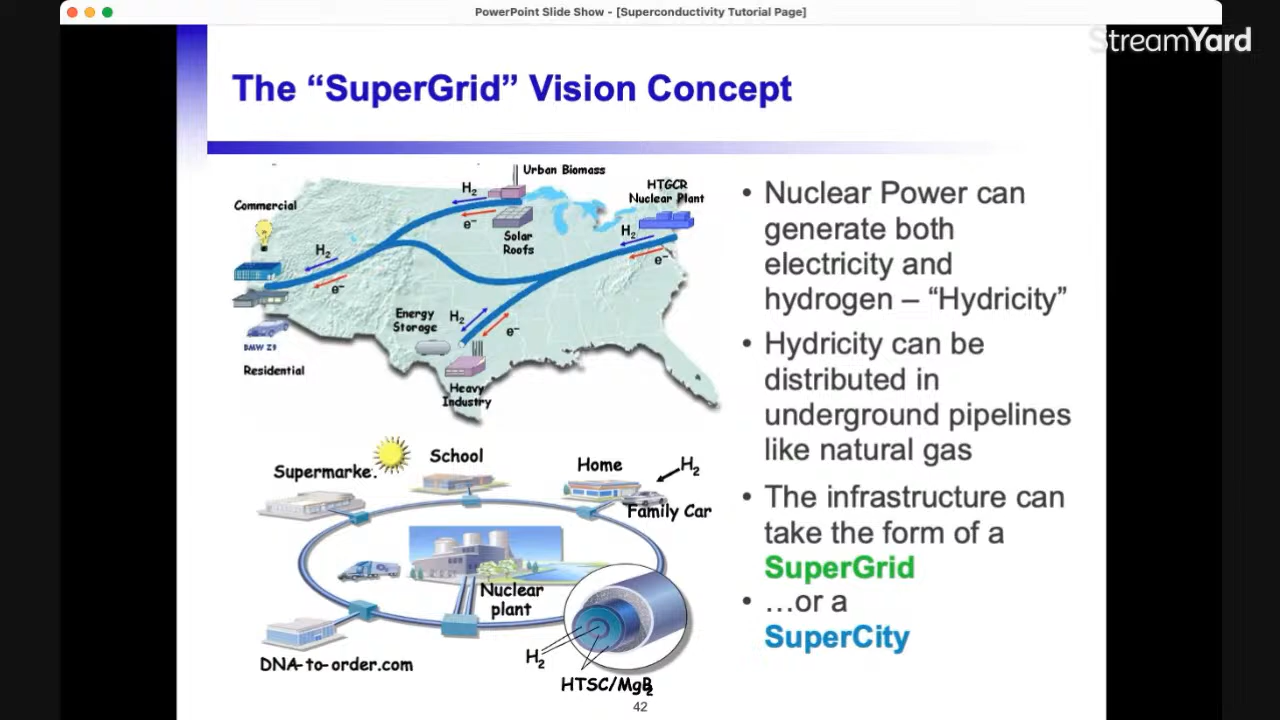 PowerPoint Slide Show - [Superconductivity Tutorial Page]
StreamYard
The “SuperGrid” Vision Concept
Urban Biomass
H2
HTGCR
Nuclear Plant
Commercial
e-
Solar
Roofs
H2
e-
H2
e-
Energy
Storage
H2
e-
BMW Z9
Residential
Heavy
Industry
School
Supermarke.
Home
H2
Family Car
Nuclear
plant
DNA-to-order.com
H2
HTSC/MgB2
• Nuclear Power can
generate both
electricity and
hydrogen – “Hydricity”
• Hydricity can be
distributed in
underground pipelines
like natural gas
• The infrastructure can
take the form of a
SuperGrid
• …or a
SuperCity
42